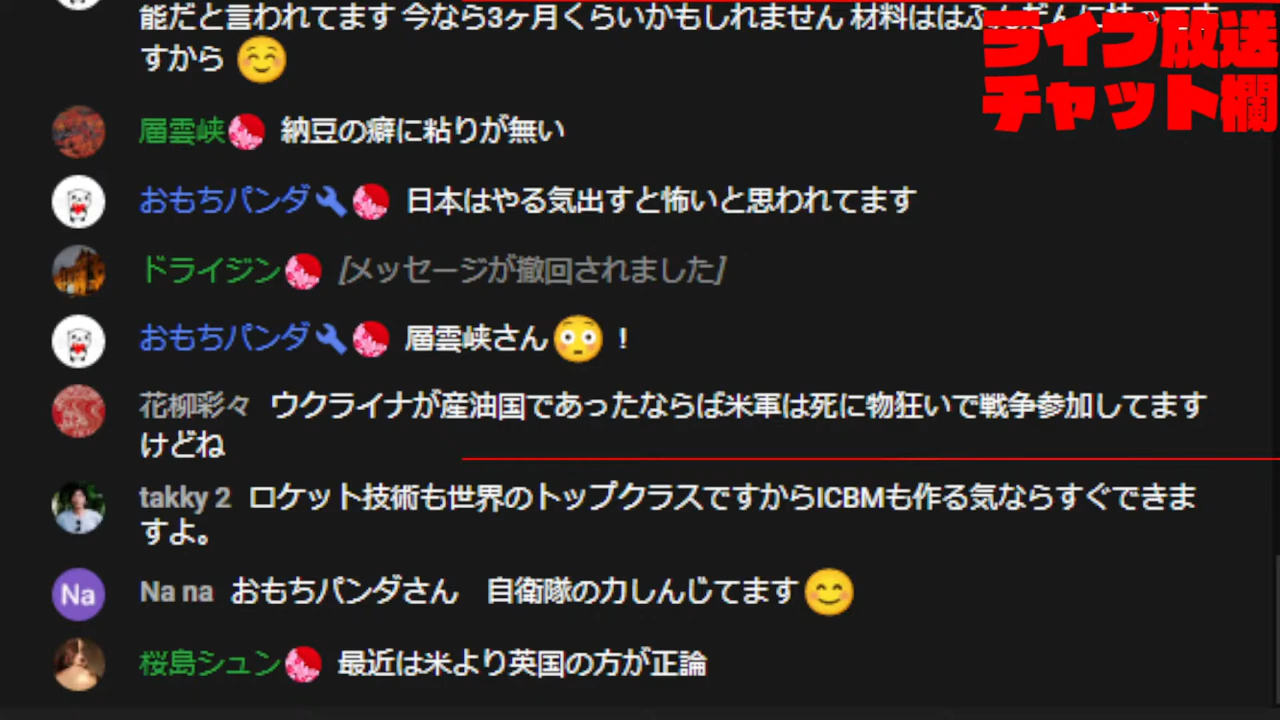 能だと言われてます 今なら3ヶ月くらいかもしれません 材料は
すから 😊
ライブ放送
チャット欄
層雲峡 納豆の癖に粘りが無い
おもちパンダ 日本はやる気出すと怖いと思われてます
ドライジン [メッセージが撤回されました]
おもちパンダ 層雲峡さん😳！
花柳彩々 ウクライナが産油国であったならば米軍は死に物狂いで戦争参加してます
けどね
takky 2 ロケット技術も世界のトップクラスですからICBMも作る気ならすぐできま
すよ。
Na
Na na おもちパンダさん　自衛隊の力しんじてます😊
桜島シュン 最近は米より英国の方が正論